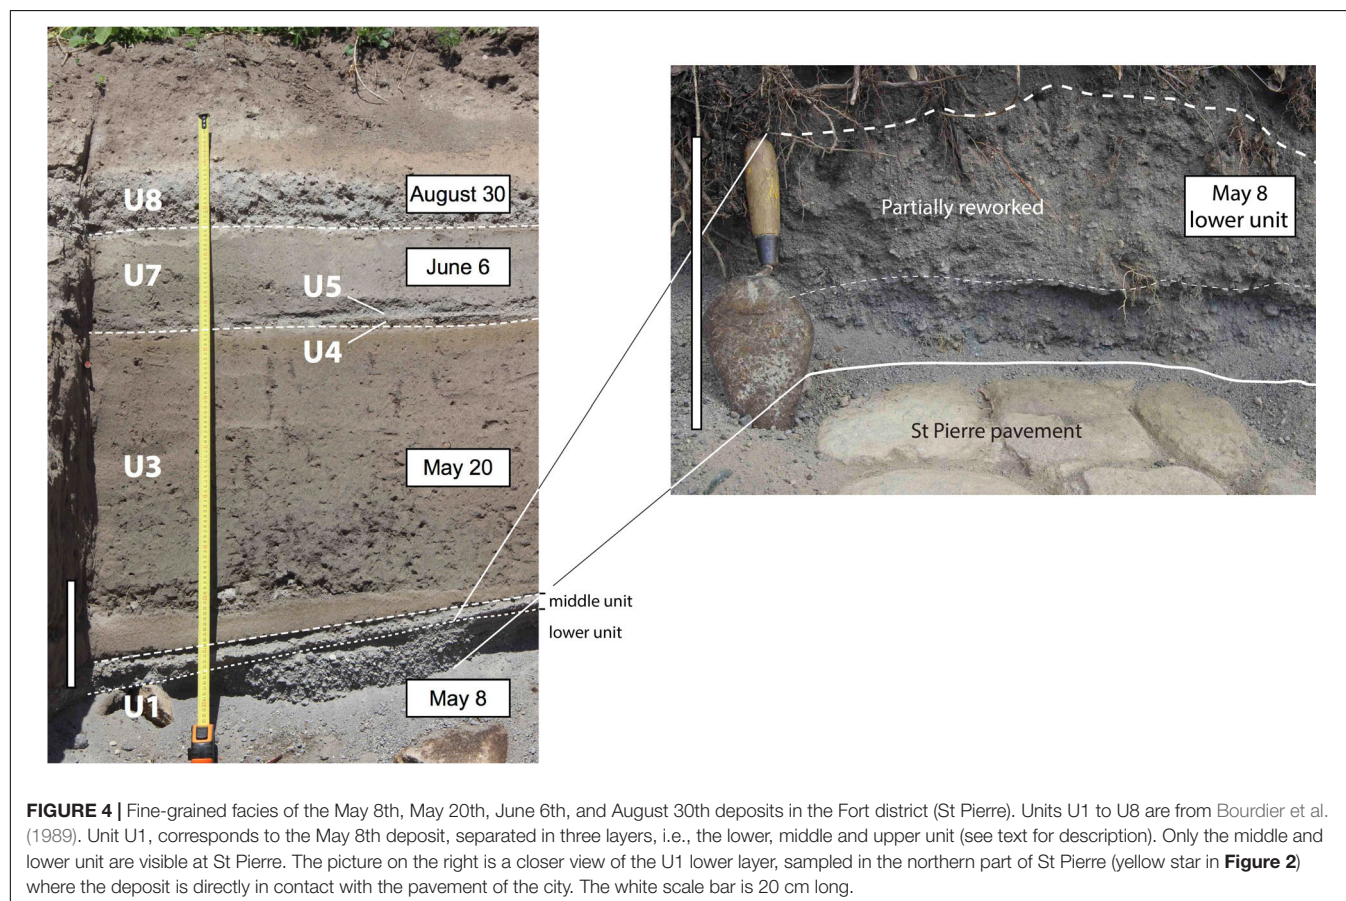 U8
August 30
U7
June 6
U5
U4
U3
May 20
middle unit
lower unit
U1
May 8
Partially reworked
May 8
lower unit
St Pierre pavement
FIGURE 4 | Fine-grained facies of the May 8th, May 20th, June 6th, and August 30th deposits in the Fort district (St Pierre). Units U1 to U8 are from Bourdier et al.
(1989). Unit U1, corresponds to the May 8th deposit, separated in three layers, i.e., the lower, middle and upper unit (see text for description). Only the middle and
lower unit are visible at St Pierre. The picture on the right is a closer view of the U1 lower layer, sampled in the northern part of St Pierre (yellow star in Figure 2)
where the deposit is directly in contact with the pavement of the city. The white scale bar is 20 cm long.